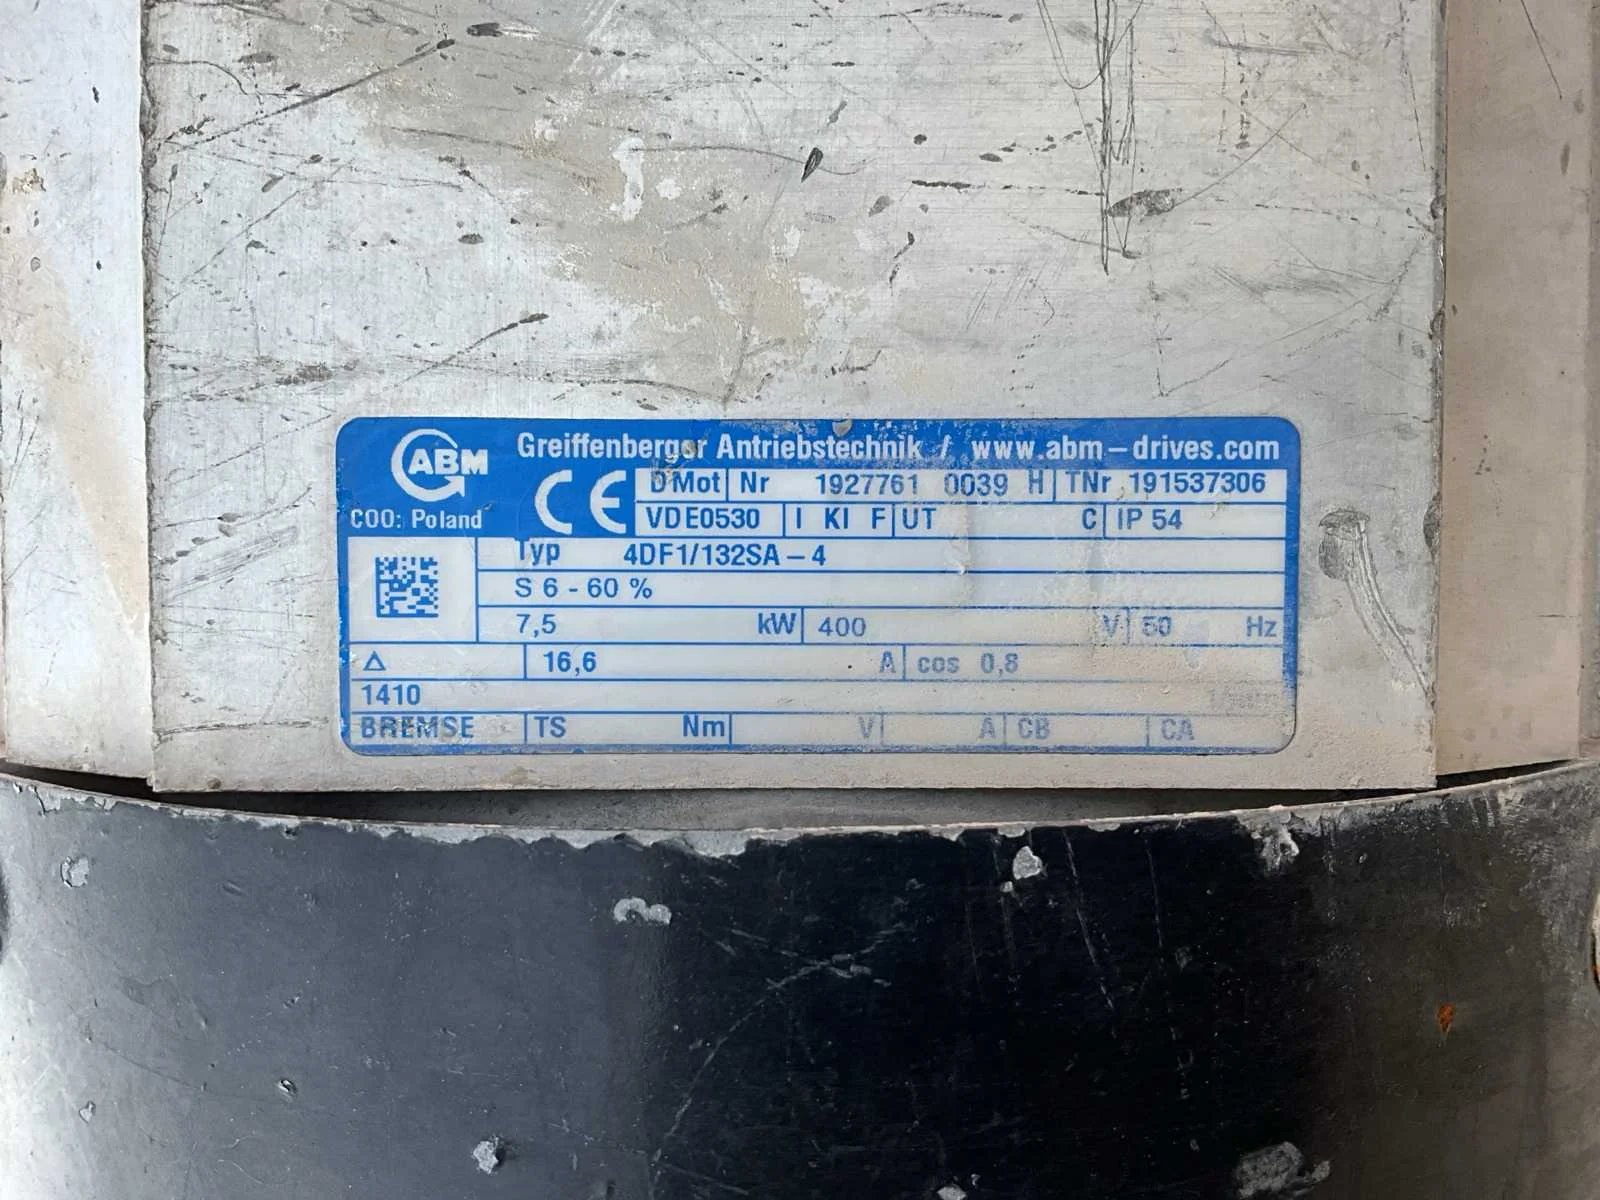 ABM Greiffenberger Antriebstechnik / www.abm-drives.com
CE D Mot Nr 1927761 0039 H TNr 191537306
COO: Poland VDE0530 I KI F UT C IP 54
Typ 4DF1/132SA-4
S 6 - 60 %
7,5 kW 400 V 50 Hz
Δ 16,6 A cos 0,8
1410
BREMSE TS Nm V A CB CA